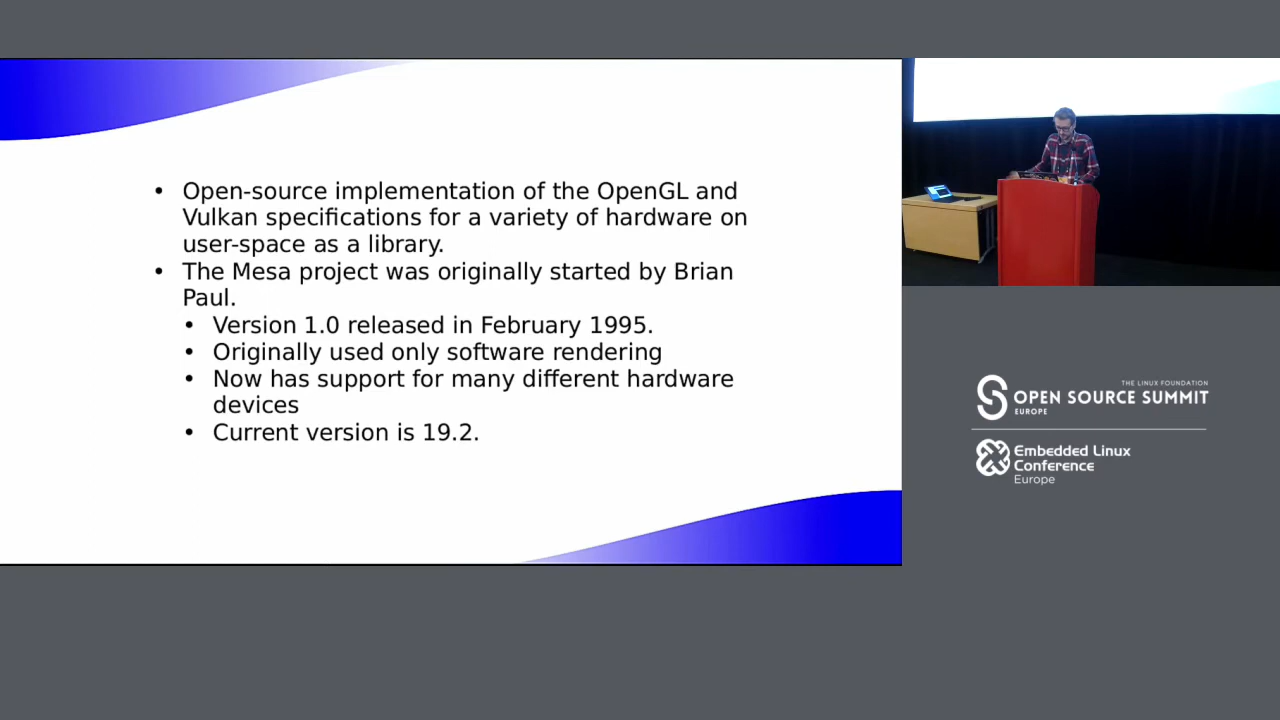 • Open-source implementation of the OpenGL and
Vulkan specifications for a variety of hardware on
user-space as a library.
• The Mesa project was originally started by Brian
Paul.
• Version 1.0 released in February 1995.
• Originally used only software rendering
• Now has support for many different hardware
devices
• Current version is 19.2.
THE LINUX FOUNDATION
OPEN SOURCE SUMMIT
EUROPE
Embedded Linux
Conference
Europe